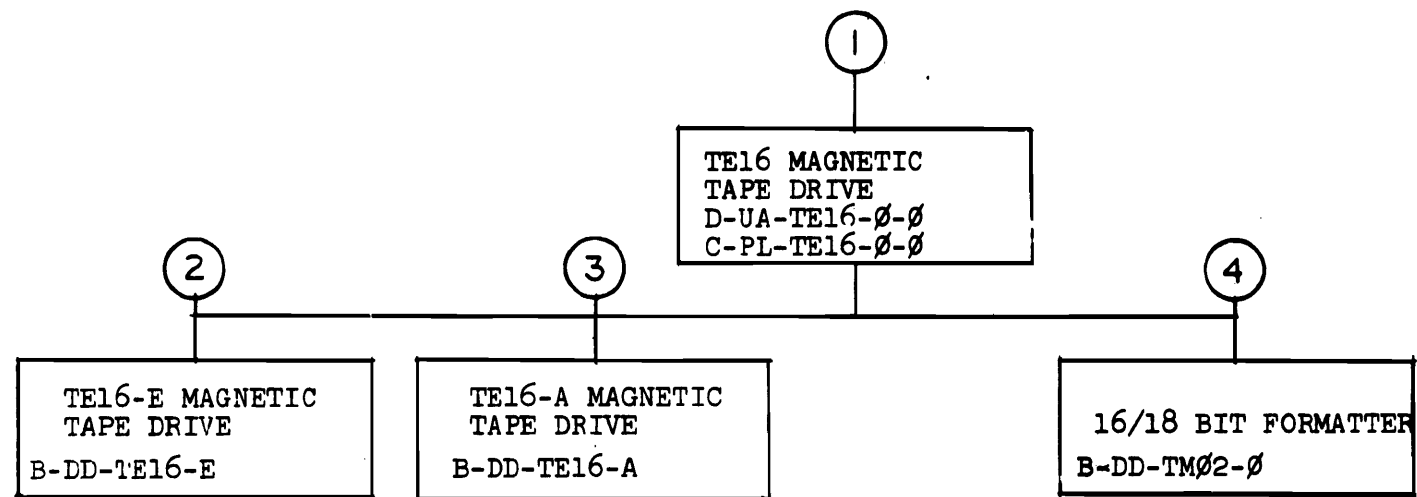 1
TE16 MAGNETIC
TAPE DRIVE
D-UA-TE16-Ø-Ø
C-PL-TE16-Ø-Ø
2
3
4
TE16-E MAGNETIC
TAPE DRIVE
B-DD-TE16-E
TE16-A MAGNETIC
TAPE DRIVE
B-DD-TE16-A
16/18 BIT FORMATTER
B-DD-TMØ2-Ø